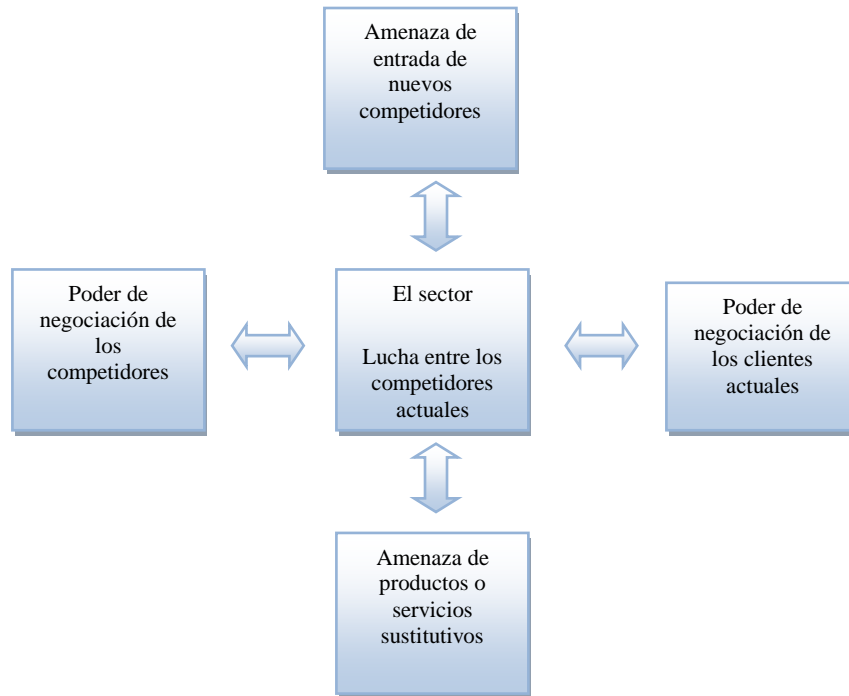 Amenaza de
entrada de
nuevos
competidores
Poder de
negociación de
los
competidores
El sector
Lucha entre los
competidores
actuales
Poder de
negociación de
los clientes
actuales
Amenaza de
productos o
servicios
sustitutivos